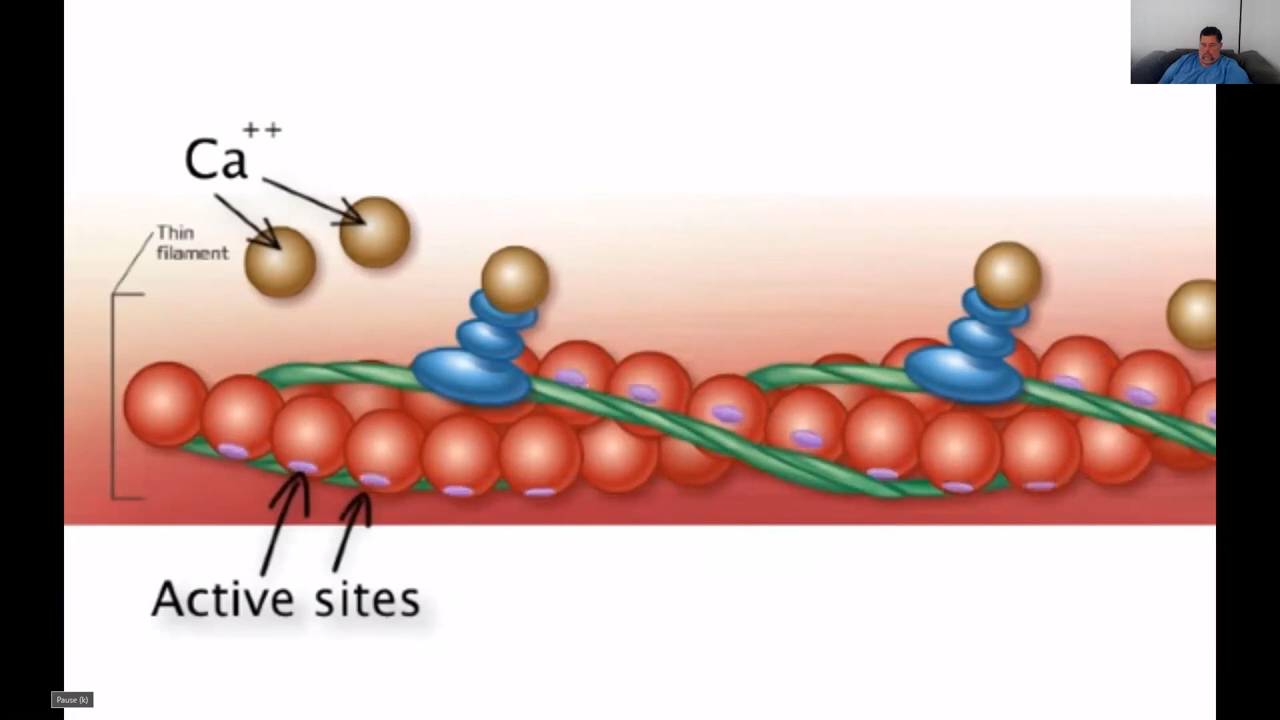 ++
Ca
Thin
filament
Active sites
Pause (k)